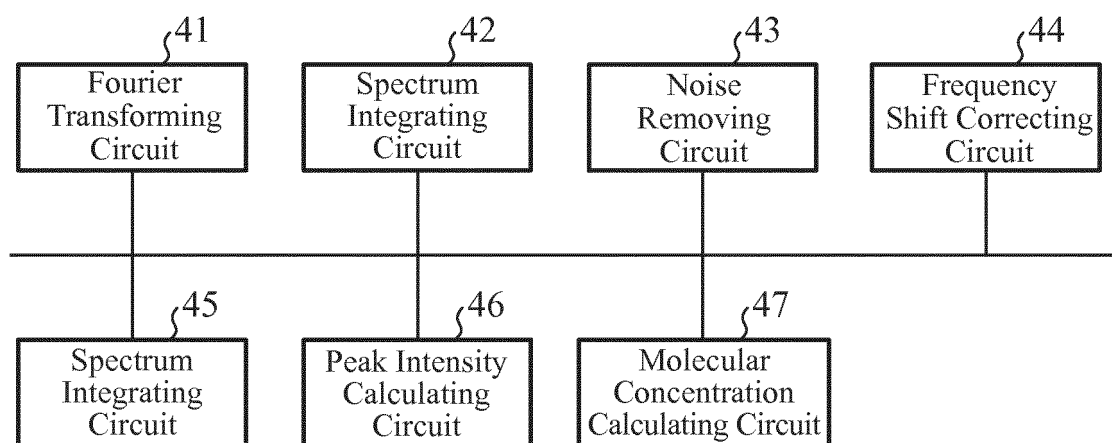 41
Fourier
Transforming
Circuit
42
Spectrum
Integrating
Circuit
43
Noise
Removing
Circuit
44
Frequency
Shift Correcting
Circuit
45
Spectrum
Integrating
Circuit
46
Peak Intensity
Calculating
Circuit
47
Molecular
Concentration
Calculating Circuit